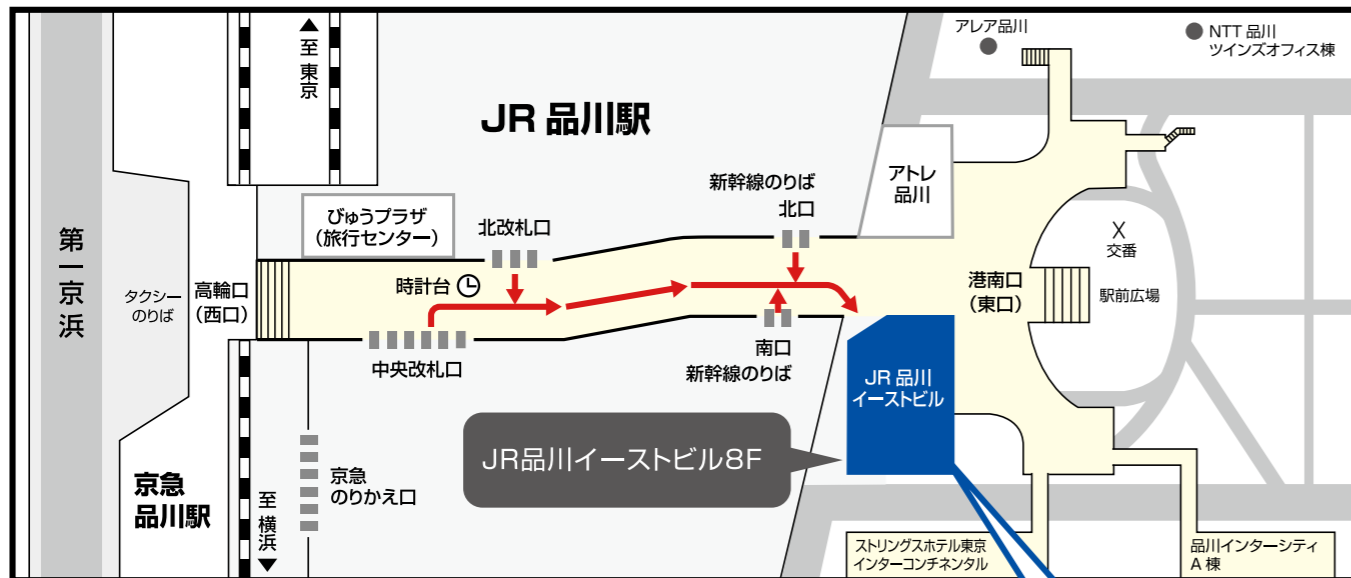 アレア品川
NTT 品川
ツインズオフィス棟
至 東京
JR 品川駅
アトレ
品川
新幹線のりば
北口
びゅうプラザ
（旅行センター）
北改札口
第一京浜
タクシー
のりば
高輪口
（西口）
時計台
港南口
（東口）
交番
駅前広場
中央改札口
南口
新幹線のりば
JR 品川
イーストビル
JR品川イーストビル8F
京急
品川駅
至 横浜
京急
のりかえ口
ストリングスホテル東京
インターコンチネンタル
品川インターシティ
A 棟